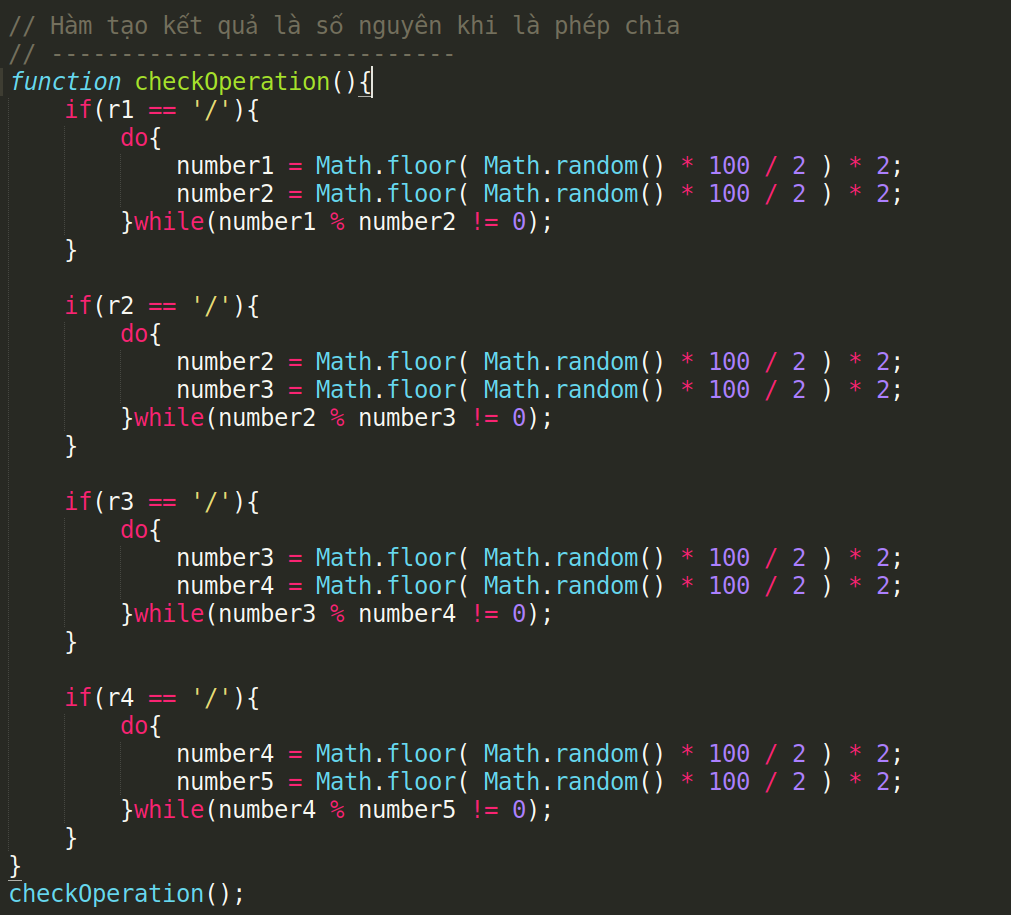 // Hàm tạo kết quả là số nguyên khi là phép chia
// -----------------------------
function checkOperation(){
    if(r1 == '/'){
        do{
            number1 = Math.floor( Math.random() * 100 / 2 ) * 2;
            number2 = Math.floor( Math.random() * 100 / 2 ) * 2;
        }while(number1 % number2 != 0);
    }

    if(r2 == '/'){
        do{
            number2 = Math.floor( Math.random() * 100 / 2 ) * 2;
            number3 = Math.floor( Math.random() * 100 / 2 ) * 2;
        }while(number2 % number3 != 0);
    }

    if(r3 == '/'){
        do{
            number3 = Math.floor( Math.random() * 100 / 2 ) * 2;
            number4 = Math.floor( Math.random() * 100 / 2 ) * 2;
        }while(number3 % number4 != 0);
    }

    if(r4 == '/'){
        do{
            number4 = Math.floor( Math.random() * 100 / 2 ) * 2;
            number5 = Math.floor( Math.random() * 100 / 2 ) * 2;
        }while(number4 % number5 != 0);
    }
}
checkOperation();